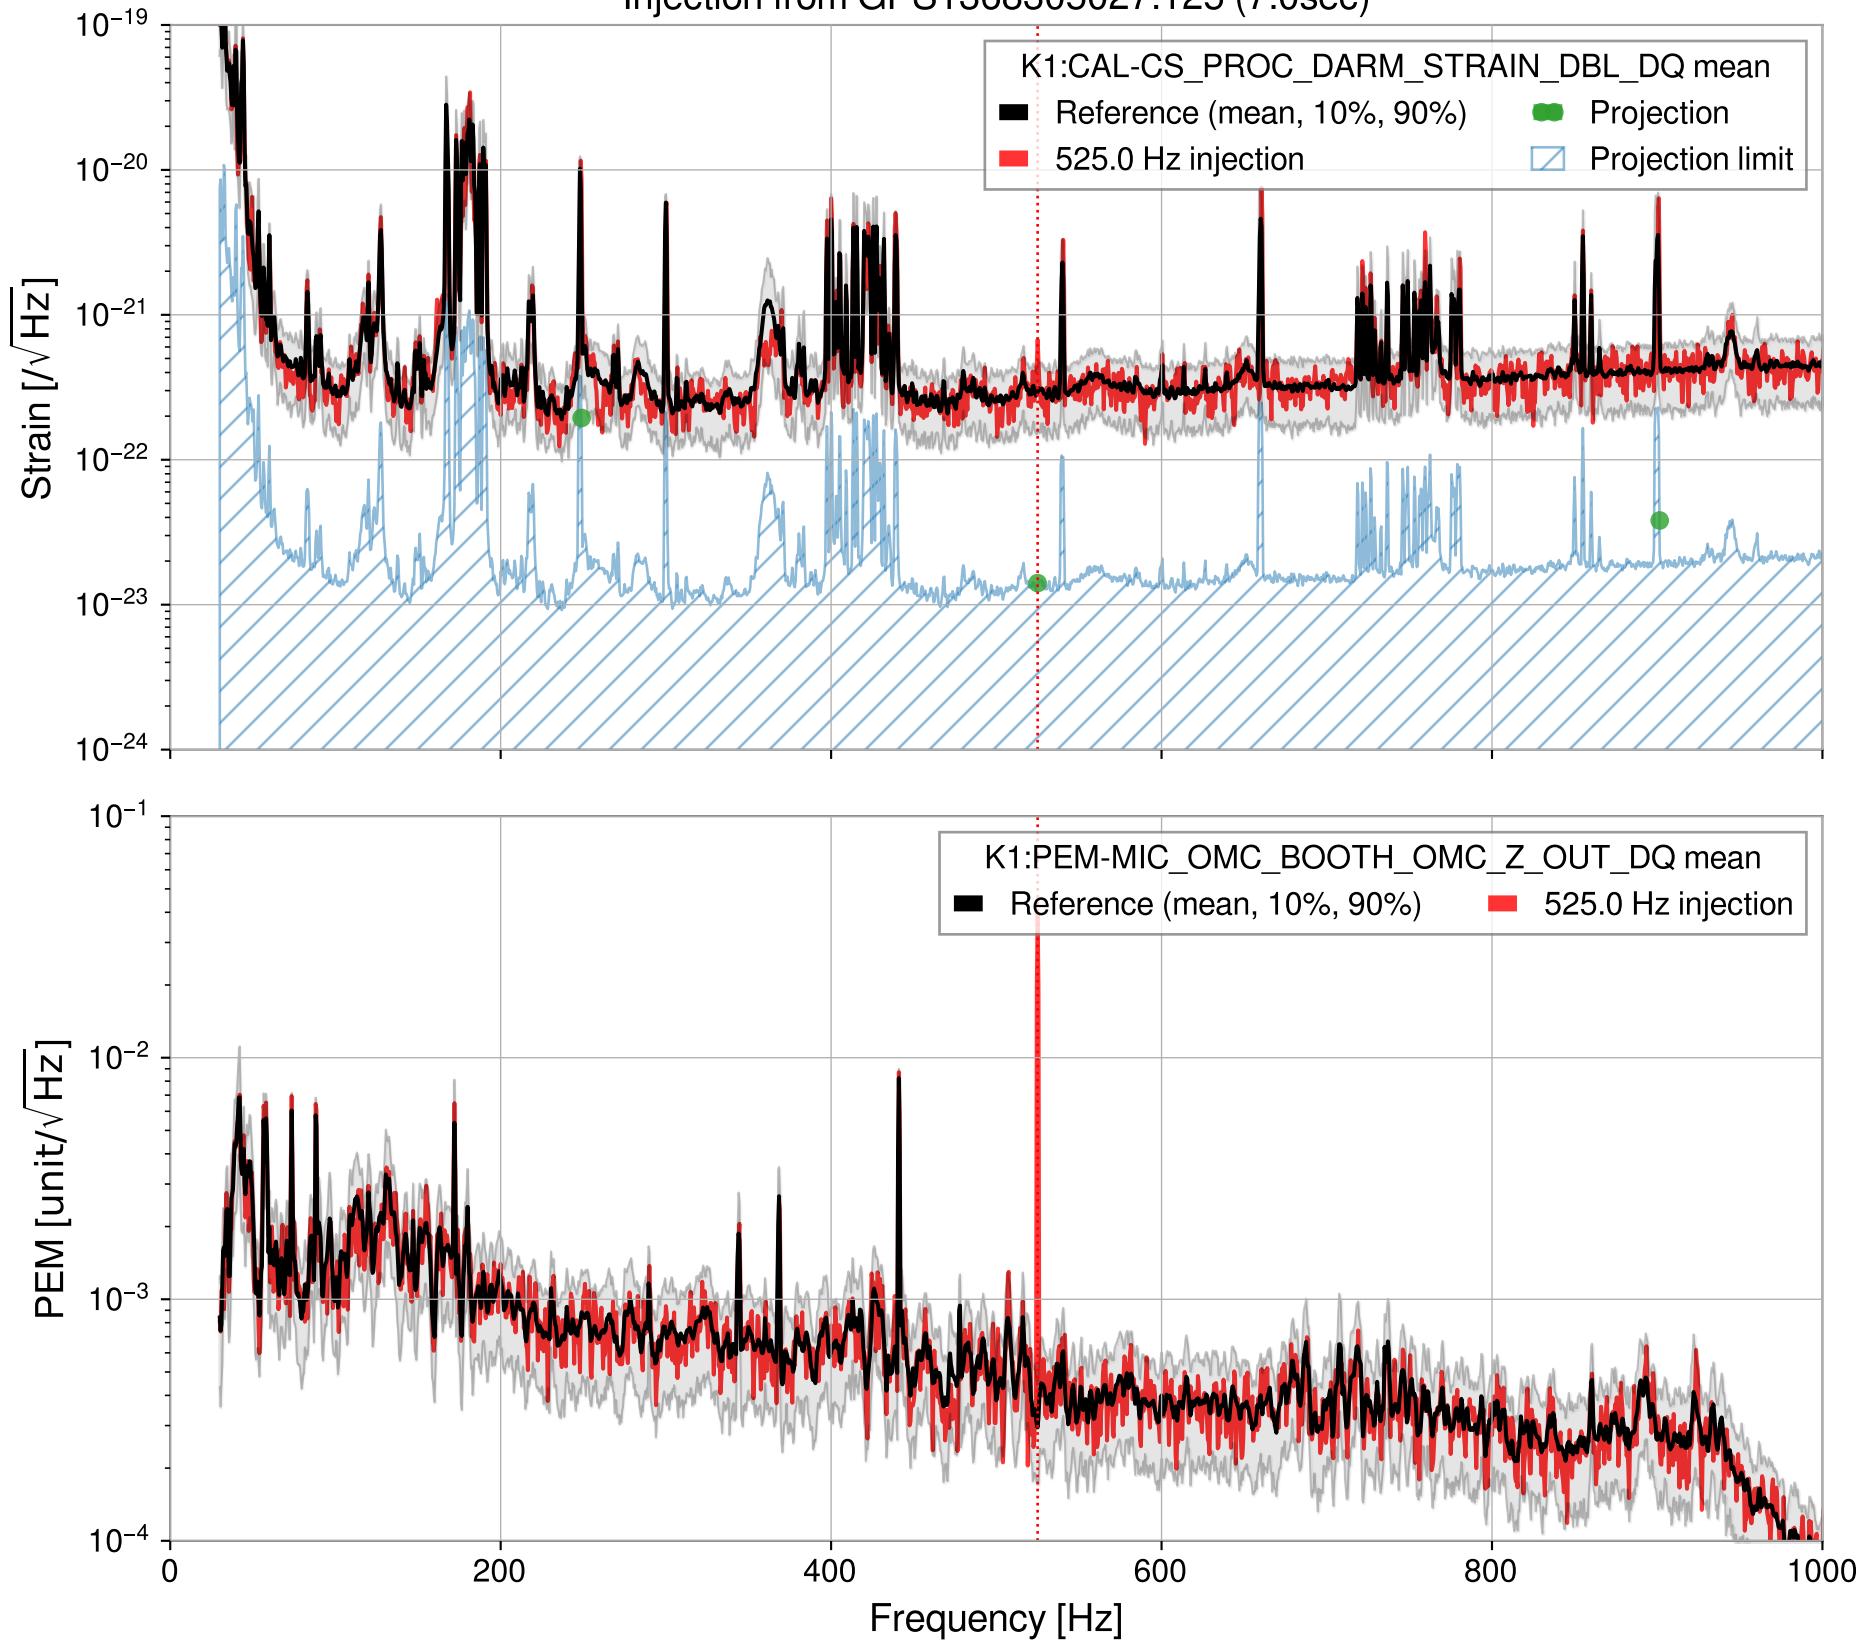 10⁻¹⁹
10⁻²⁰
10⁻²¹
10⁻²²
10⁻²³
10⁻²⁴
Strain [/√Hz]
K1:CAL-CS_PROC_DARM_STRAIN_DBL_DQ mean
Reference (mean, 10%, 90%)
Projection
525.0 Hz injection
Projection limit
10⁻¹
10⁻²
10⁻³
10⁻⁴
PEM [unit/√Hz]
K1:PEM-MIC_OMC_BOOTH_OMC_Z_OUT_DQ mean
Reference (mean, 10%, 90%)
525.0 Hz injection
0 200 400 600 800 1000
Frequency [Hz]